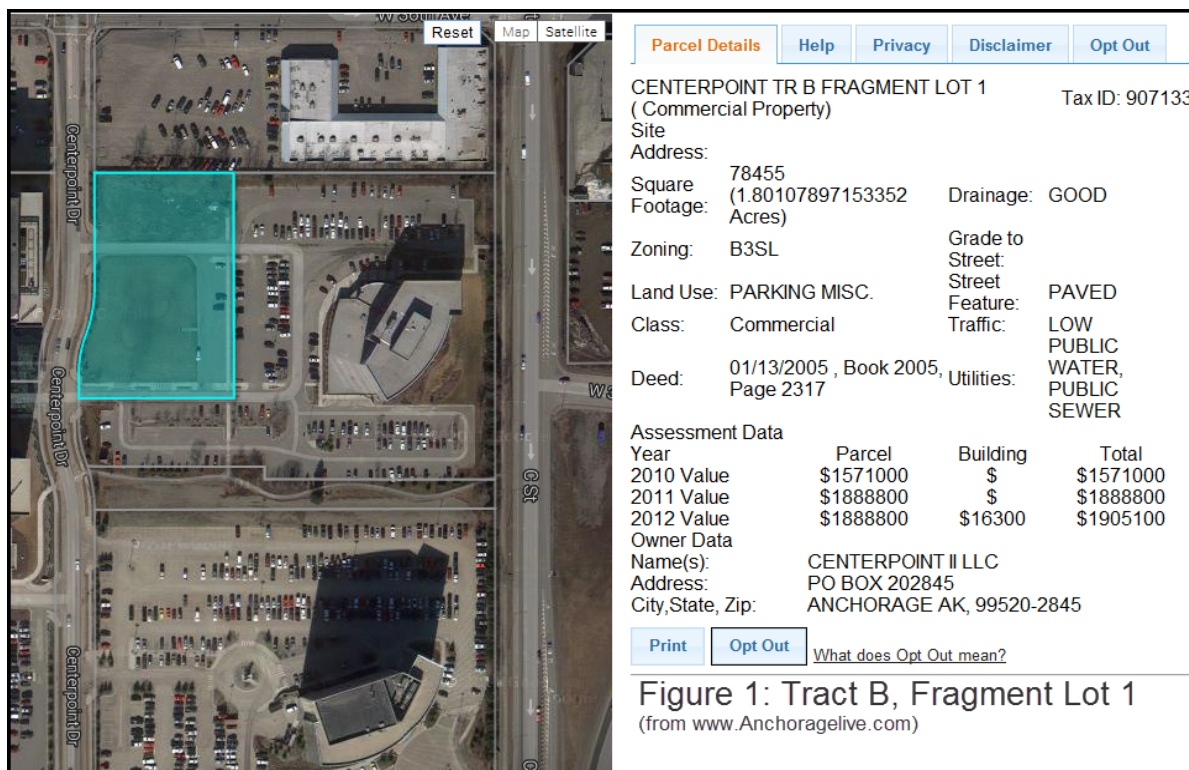 W 36th Ave
Reset
Map
Satellite
Centerpoint Dr
Centerpoint Dr
Centerpoint Dr
C St
Parcel Details
Help
Privacy
Disclaimer
Opt Out
CENTERPOINT TR B FRAGMENT LOT 1
( Commercial Property)
Tax ID: 907133
Site
Address:
Square
Footage:
78455
(1.80107897153352
Acres)
Drainage: GOOD
Zoning: B3SL
Grade to
Street:
Land Use: PARKING MISC.
Street
Feature: PAVED
Class: Commercial
Traffic: LOW
Deed: 01/13/2005 , Book 2005,
Page 2317
Utilities:
PUBLIC
WATER,
PUBLIC
SEWER
Assessment Data
Year Parcel Building Total
2010 Value $1571000 $ $1571000
2011 Value $1888800 $ $1888800
2012 Value $1888800 $16300 $1905100
Owner Data
Name(s): CENTERPOINT II LLC
Address: PO BOX 202845
City,State, Zip: ANCHORAGE AK, 99520-2845
Print
Opt Out
What does Opt Out mean?
Figure 1: Tract B, Fragment Lot 1
(from www.Anchoragelive.com)